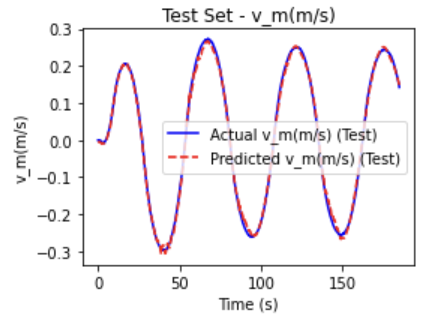 Test Set - v_m(m/s)
v_m(m/s)
0.3
0.2
0.1
0.0
−0.1
−0.2
−0.3
Actual v_m(m/s) (Test)
Predicted v_m(m/s) (Test)
0 50 100 150
Time (s)